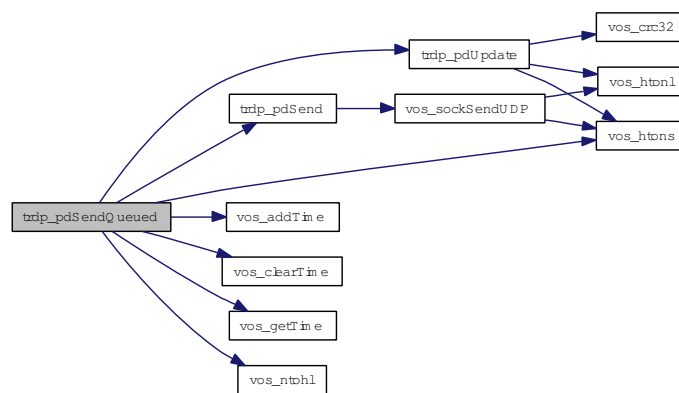 vos_crc32
trdp_pdUpdate
vos_htonl
trdp_pdSend
vos_sockSendUDP
vos_htons
trdp_pdSendQueued
vos_addTime
vos_clearTime
vos_getTime
vos_ntohl